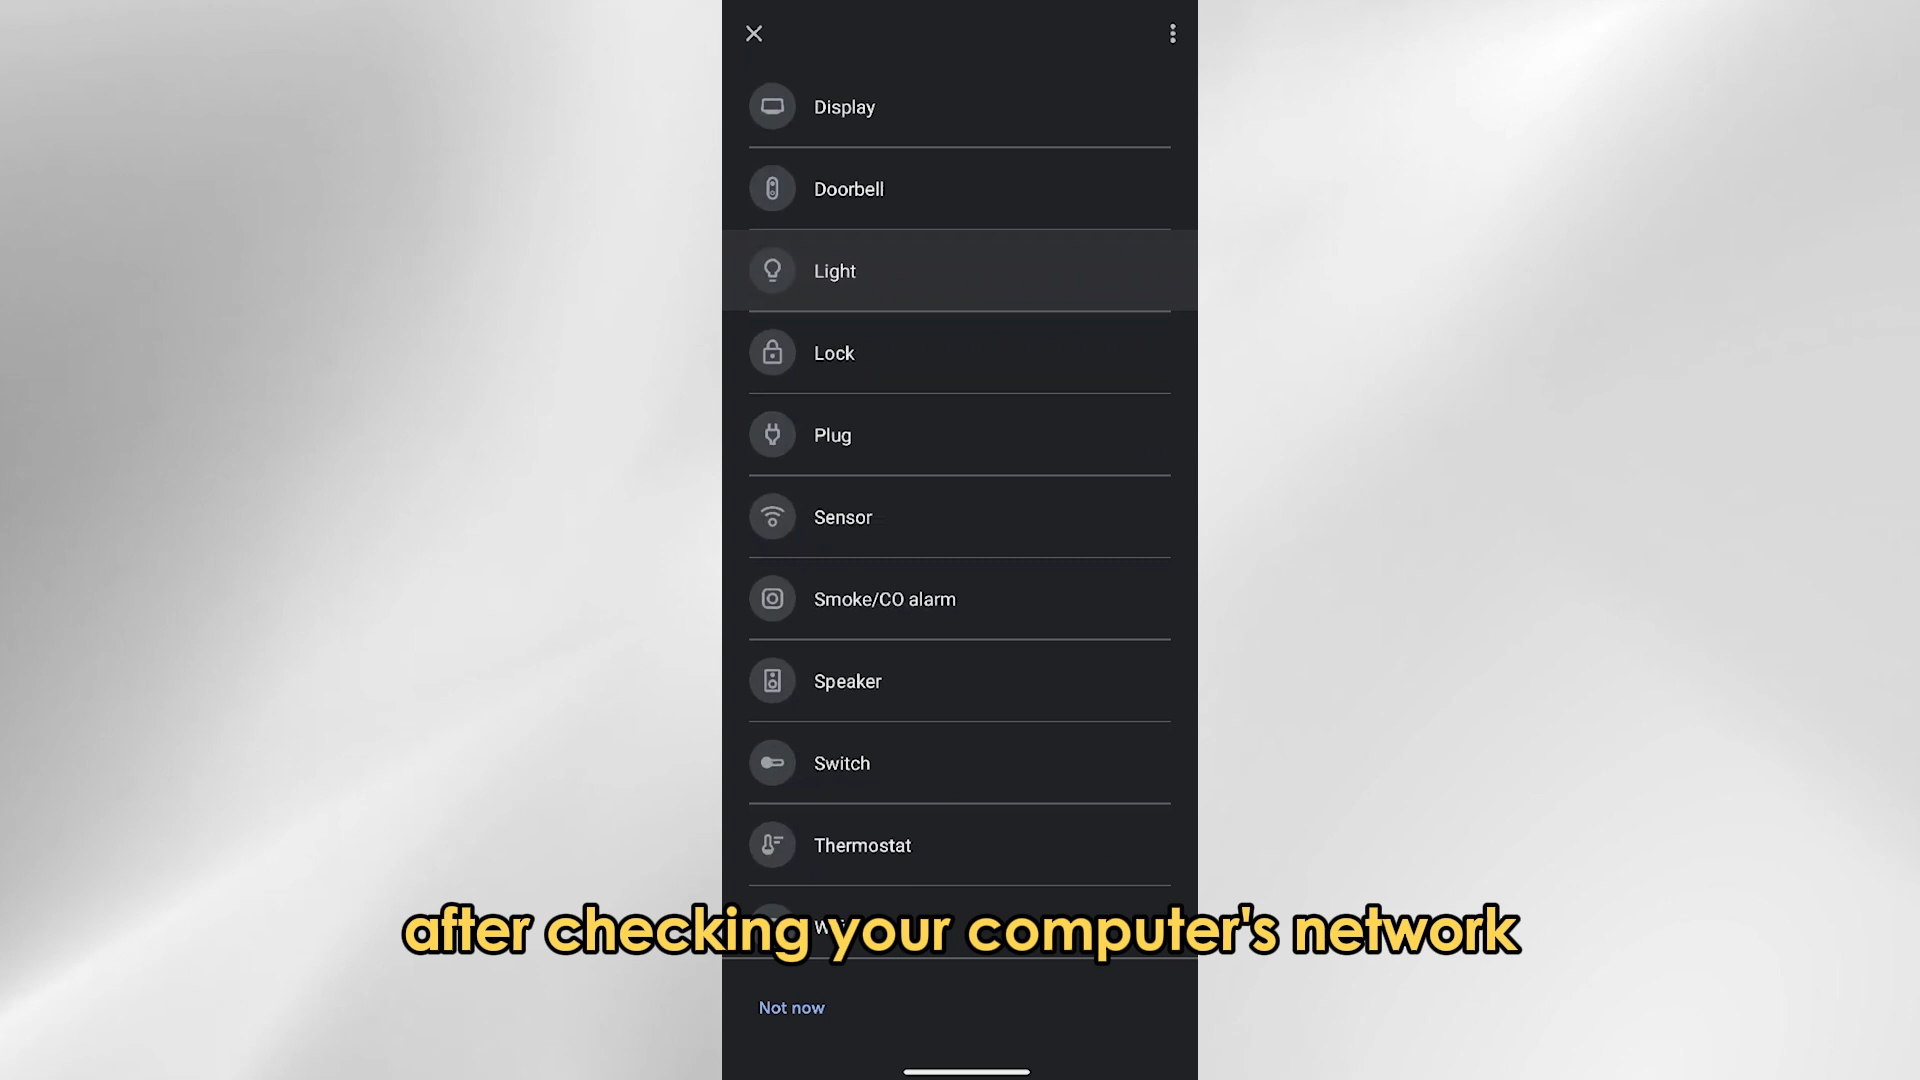 Display
Doorbell
Light
Lock
Plug
Sensor
Smoke/CO alarm
Speaker
Switch
Thermostat
after checking your computer's network
Not now